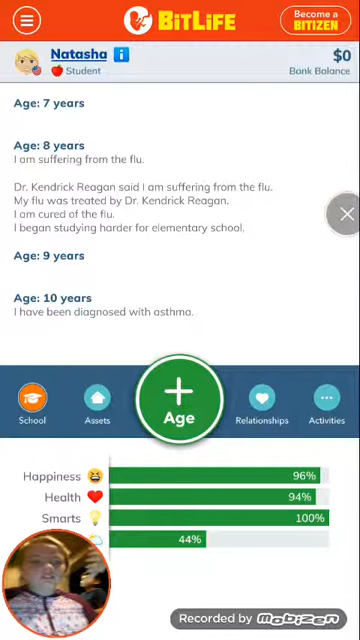 BITLIFE
Become a
BITIZEN
Natasha i
Student
$0
Bank Balance
Age: 7 years
Age: 8 years
I am suffering from the flu.
Dr. Kendrick Reagan said I am suffering from the flu.
My flu was treated by Dr. Kendrick Reagan.
I am cured of the flu.
I began studying harder for elementary school.
Age: 9 years
Age: 10 years
I have been diagnosed with asthma.
School
Assets
+
Age
Relationships
Activities
Happiness 96%
Health 94%
Smarts 100%
44%
Recorded by mobizen